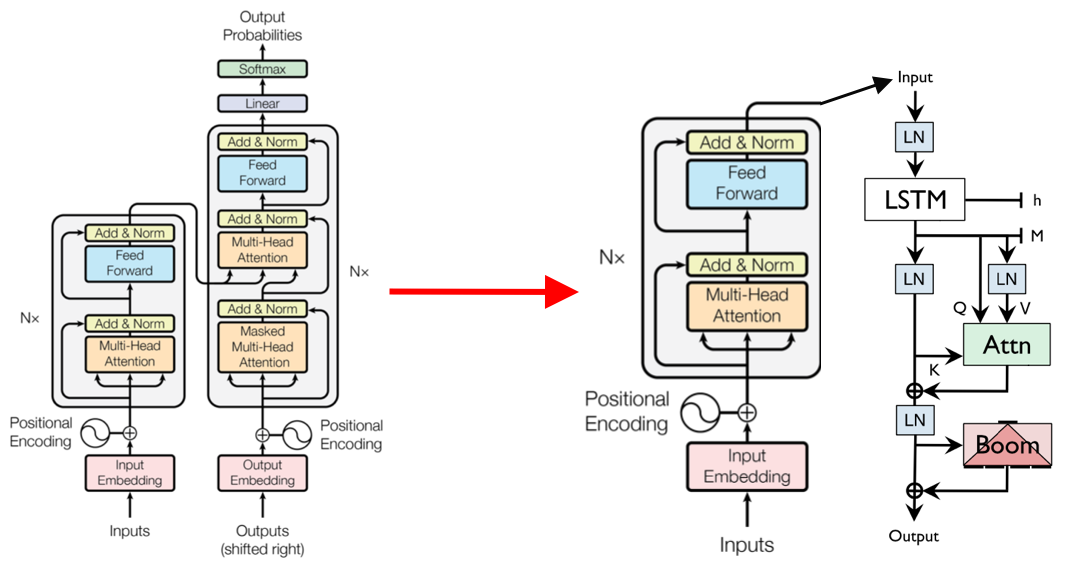 Output
Probabilities
Softmax
Linear
Add & Norm
Feed
Forward
Add & Norm
Multi-Head
Attention
N×
Add & Norm
Masked
Multi-Head
Attention
Positional
Encoding
Output
Embedding
Outputs
(shifted right)
Add & Norm
Feed
Forward
N×
Add & Norm
Multi-Head
Attention
Positional
Encoding
Input
Embedding
Inputs
Add & Norm
Feed
Forward
N×
Add & Norm
Multi-Head
Attention
Positional
Encoding
Input
Embedding
Inputs
Input
LN
LSTM
h
M
LN
LN
Q
V
Attn
K
LN
Boom
Output